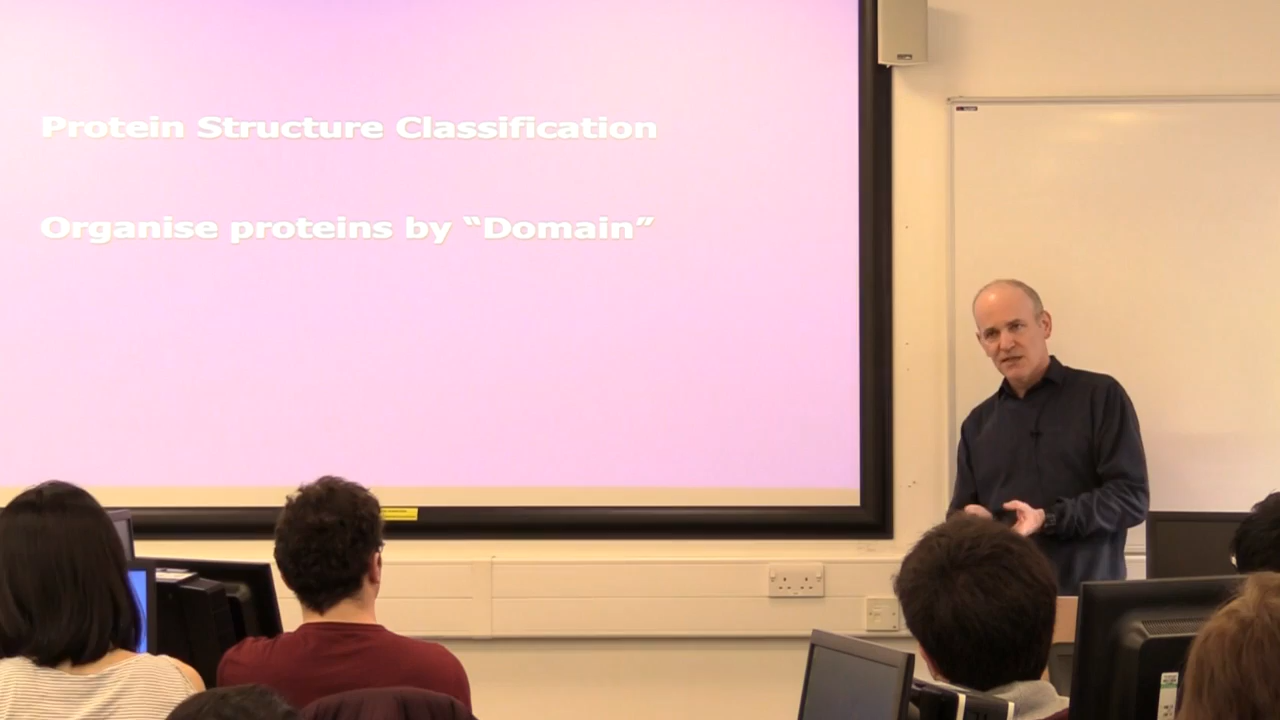 Protein Structure Classification
Organise proteins by “Domain”